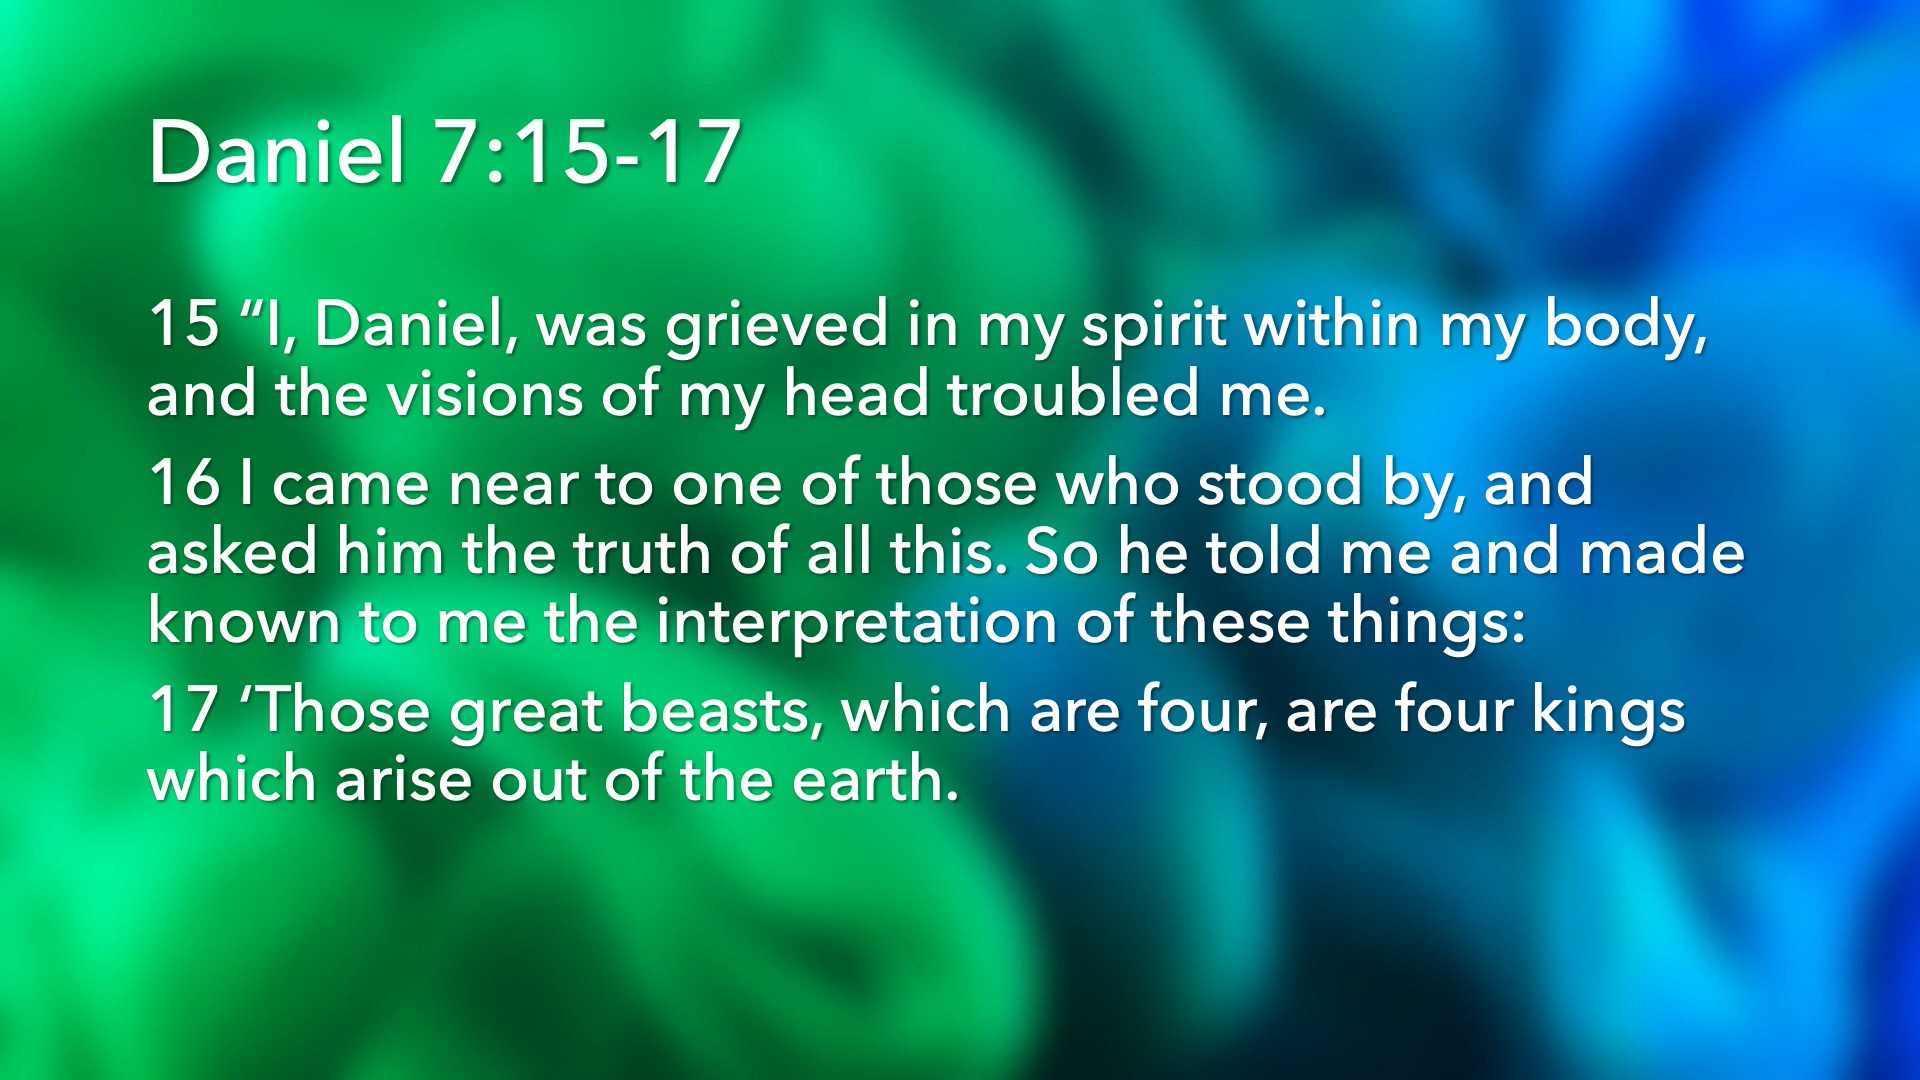 Daniel 7:15-17
15 “I, Daniel, was grieved in my spirit within my body,
and the visions of my head troubled me.
16 I came near to one of those who stood by, and
asked him the truth of all this. So he told me and made
known to me the interpretation of these things:
17 ‘Those great beasts, which are four, are four kings
which arise out of the earth.